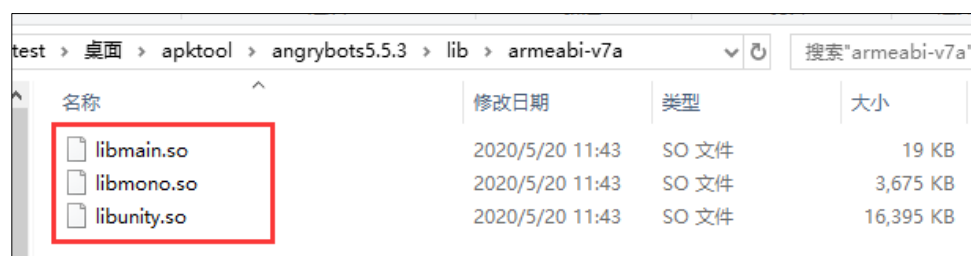 test › 桌面 › apktool › angrybots5.5.3 › lib › armeabi-v7a 搜索"armeabi-v7a"
名称 修改日期 类型 大小
libmain.so 2020/5/20 11:43 SO 文件 19 KB
libmono.so 2020/5/20 11:43 SO 文件 3,675 KB
libunity.so 2020/5/20 11:43 SO 文件 16,395 KB